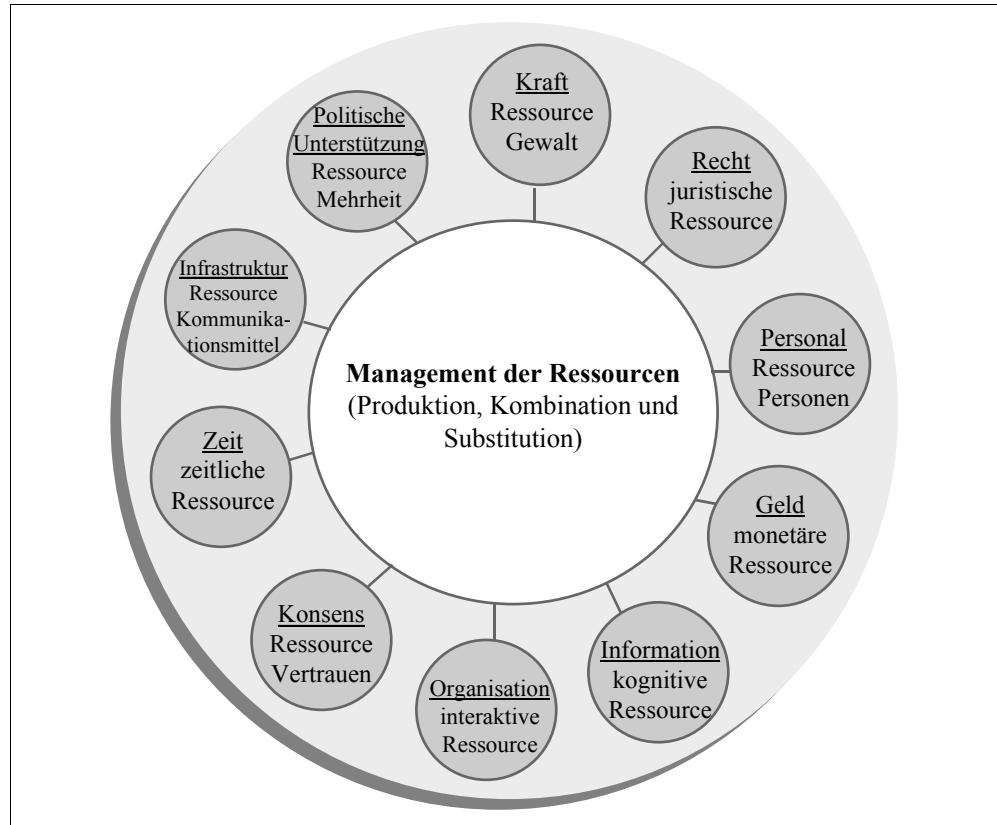 Kraft
Ressource
Gewalt
Recht
juristische
Ressource
Personal
Ressource
Personen
Geld
monetäre
Ressource
Information
kognitive
Ressource
Organisation
interaktive
Ressource
Konsens
Ressource
Vertrauen
Zeit
zeitliche
Ressource
Infrastruktur
Ressource
Kommunika-
tionsmittel
Politische
Unterstützung
Ressource
Mehrheit
Management der Ressourcen
(Produktion, Kombination und
Substitution)